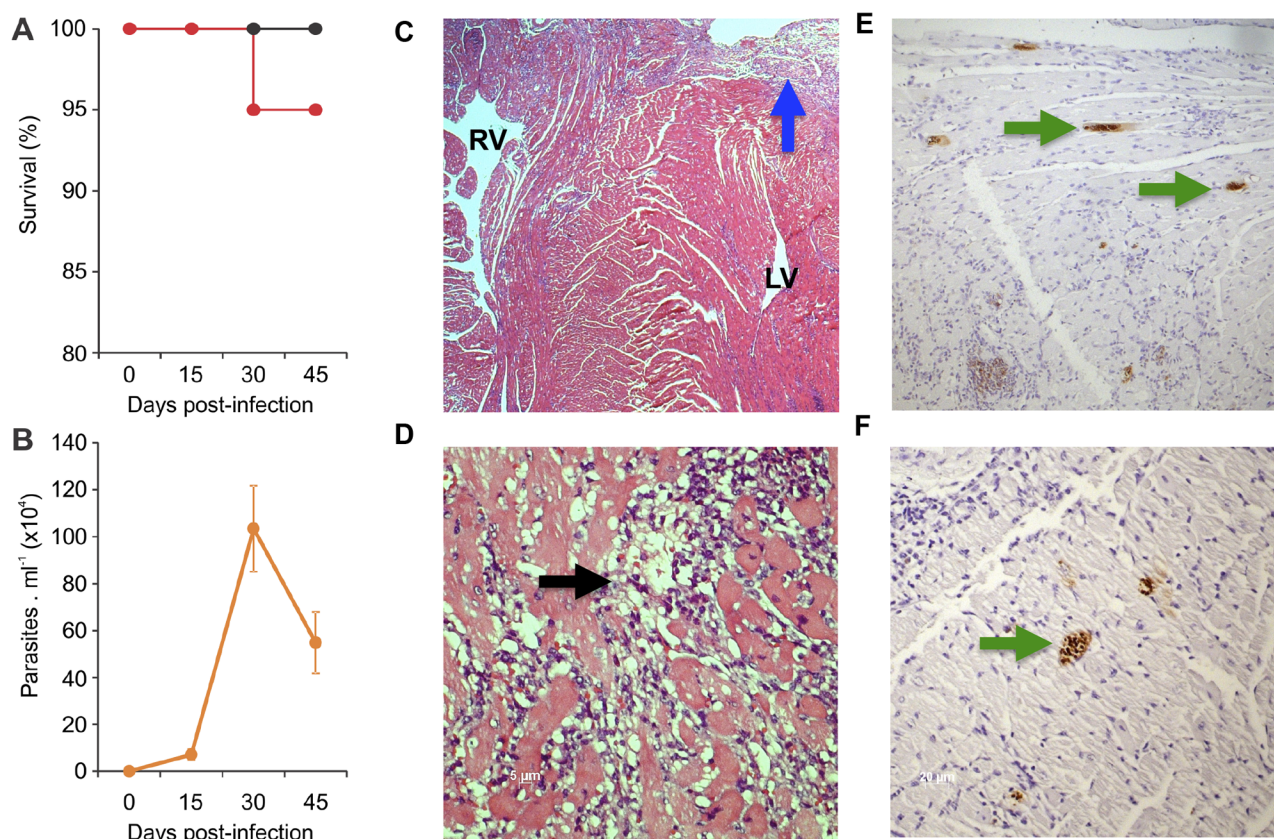 A
100
95
90
85
80
Survival (%)
0 15 30 45
Days post-infection
B
140
120
100
80
60
40
20
0
Parasites . ml⁻¹ (x10⁴)
0 15 30 45
Days post-infection
C
RV
LV
D
5 µm
E
F
20 µm